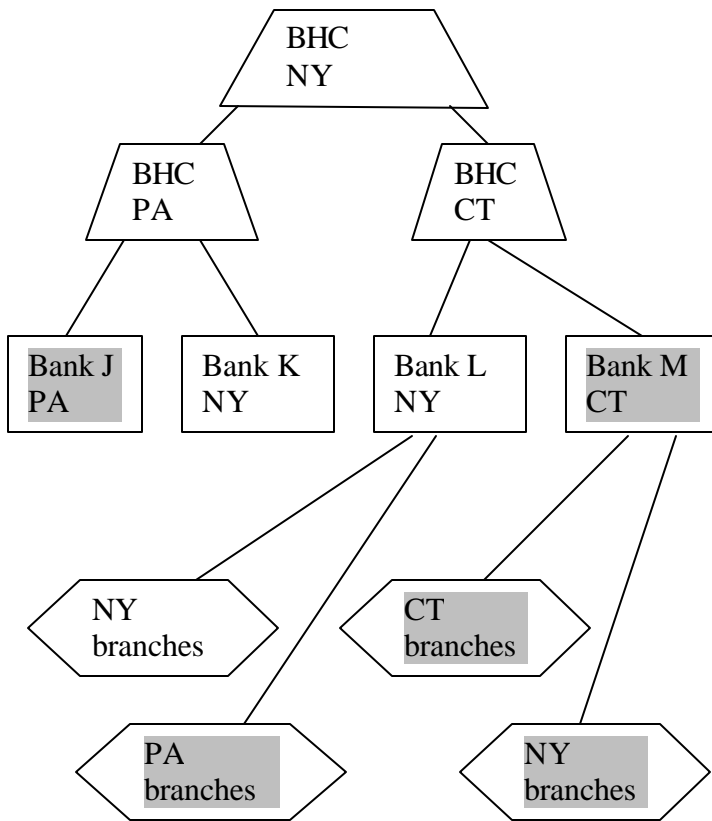 BHC
NY
BHC
PA
BHC
CT
Bank J
PA
Bank K
NY
Bank L
NY
Bank M
CT
NY
branches
CT
branches
PA
branches
NY
branches